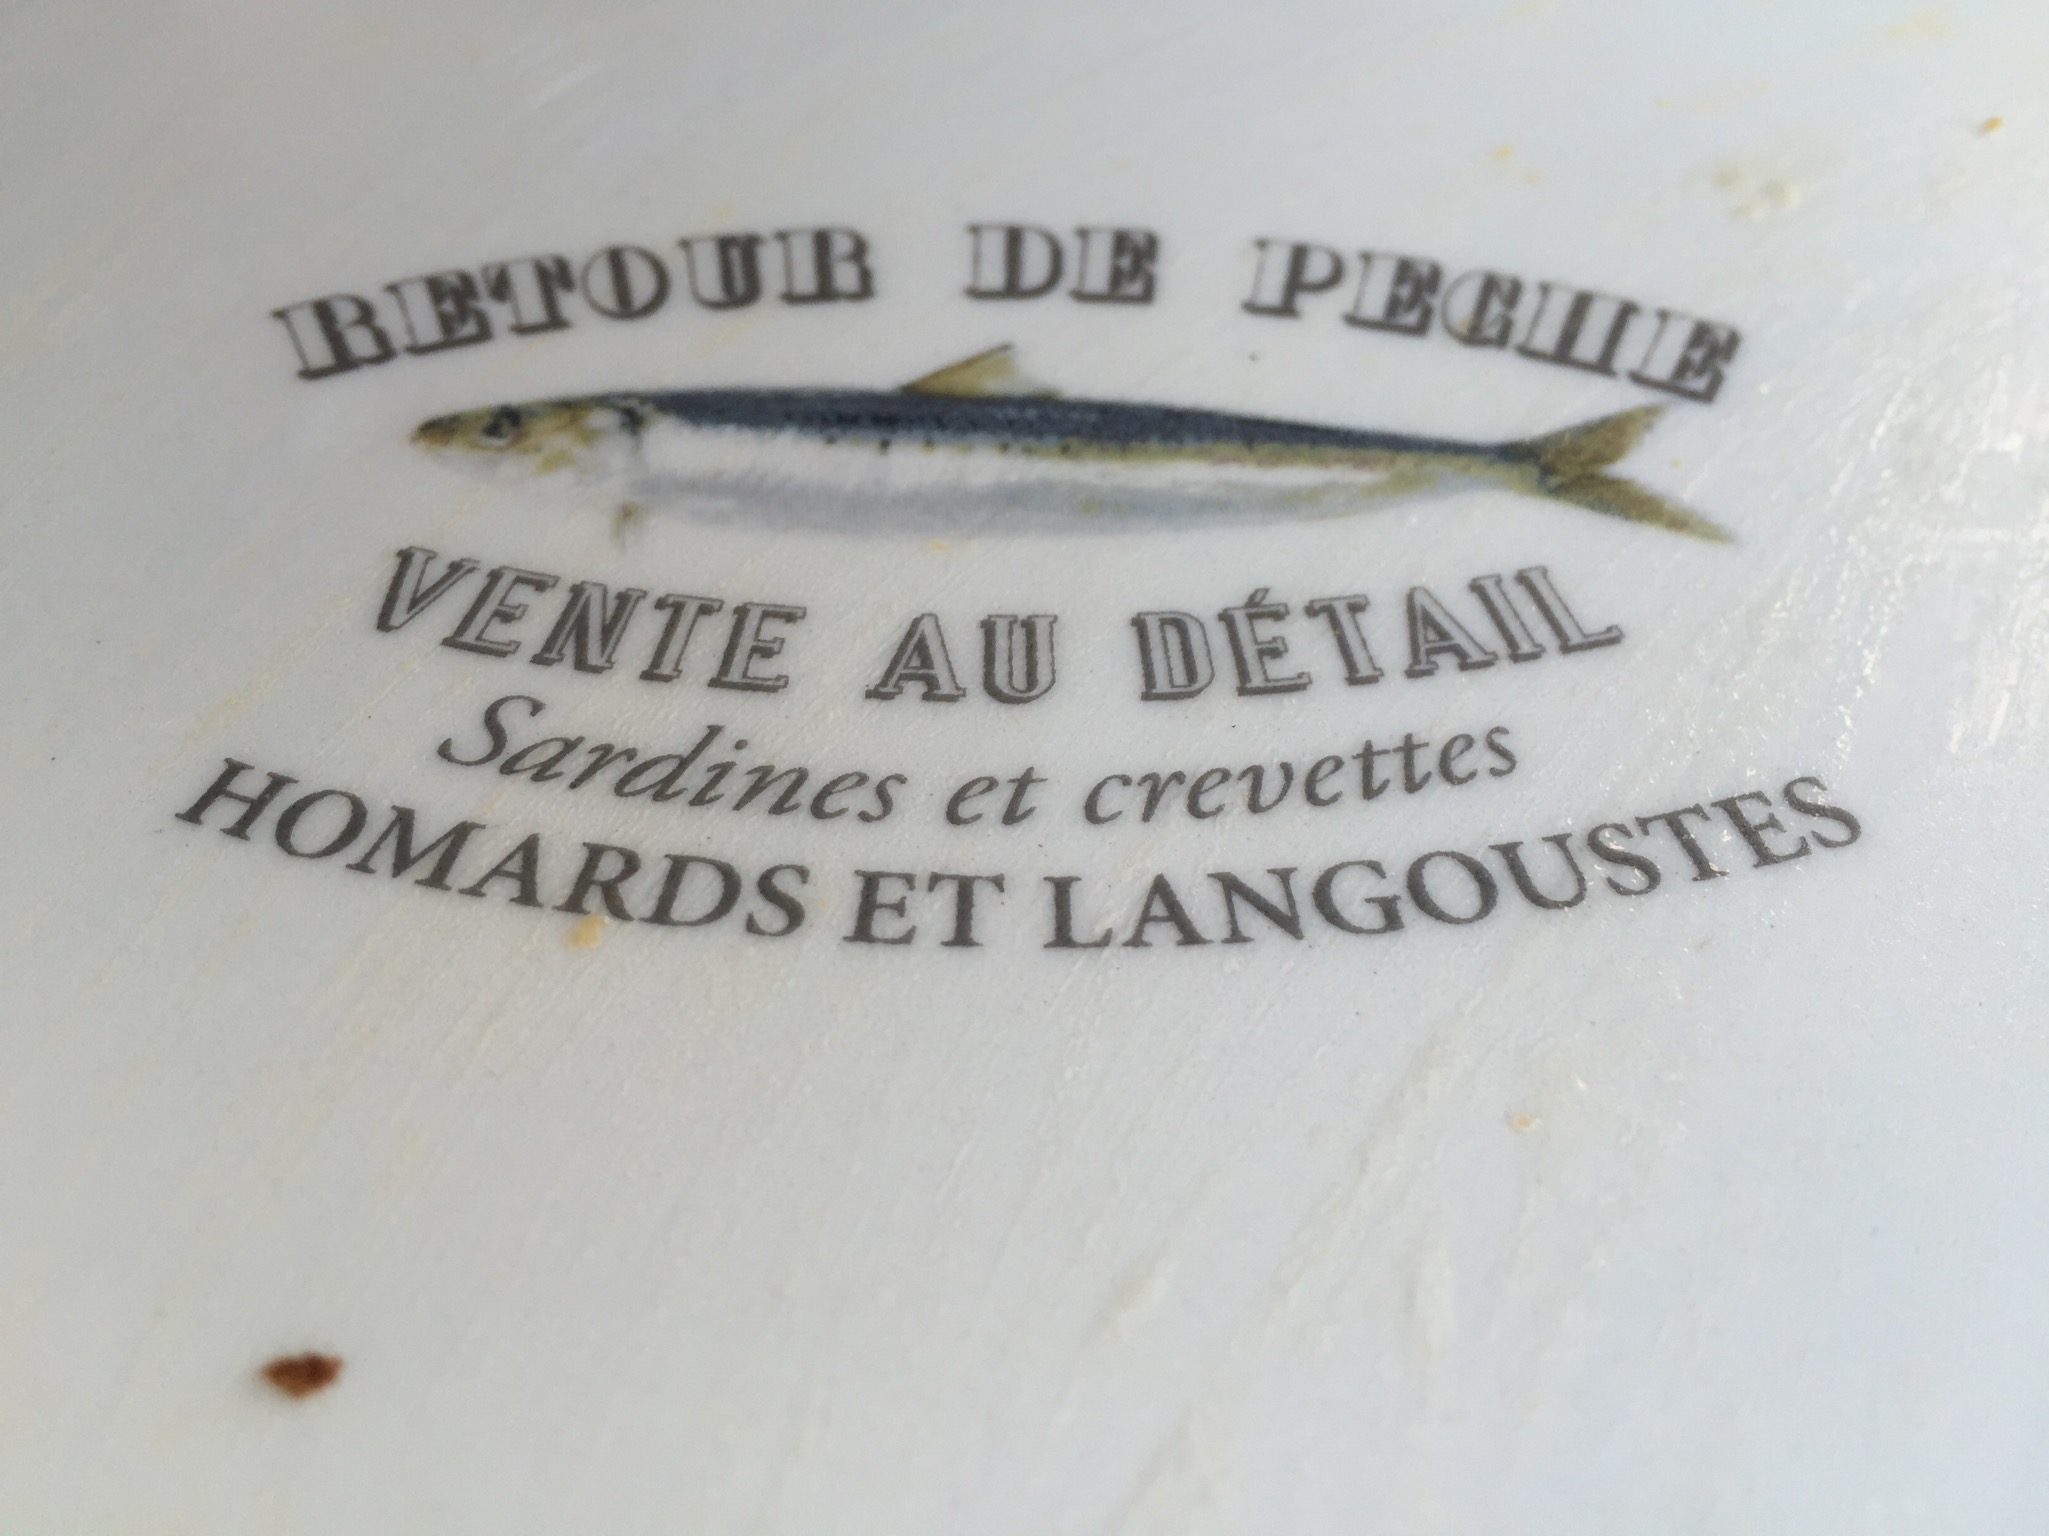 RETOUR DE PECHE
VENTE AU DÉTAIL
Sardines et crevettes
HOMARDS ET LANGOUSTES